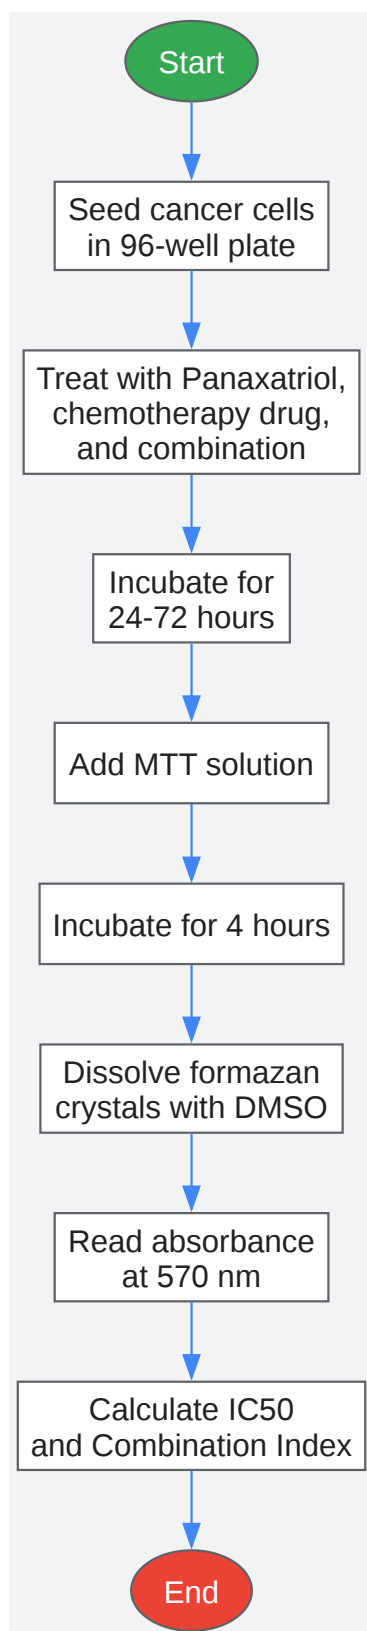 Start
Seed cancer cells
in 96-well plate
Treat with Panaxatriol,
chemotherapy drug,
and combination
Incubate for
24-72 hours
Add MTT solution
Incubate for 4 hours
Dissolve formazan
crystals with DMSO
Read absorbance
at 570 nm
Calculate IC50
and Combination Index
End